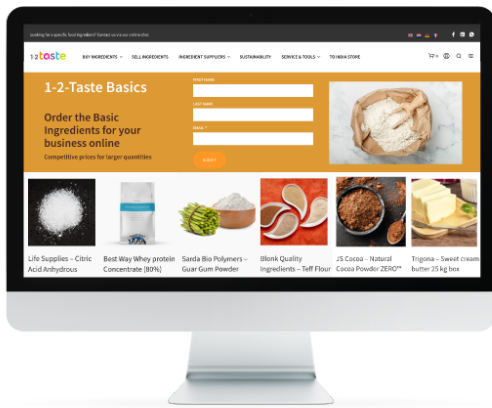 Looking for a specific food ingredient? Contact us via our online chat.
1-2 taste
BUY INGREDIENTS
SELL INGREDIENTS
INGREDIENT SUPPLIERS
SUSTAINABILITY
SERVICE & TOOLS
TO INDIA STORE
0
1-2-Taste Basics
Order the Basic
Ingredients for your
business online
Competitive prices for larger quantities
FIRST NAME
LAST NAME
EMAIL *
SUBMIT
Life Supplies – Citric
Acid Anhydrous
Best Way Whey protein
Concentrate (80%)
Sarda Bio Polymers –
Guar Gum Powder
Blonk Quality
Ingredients – Teff Flour
JS Cocoa – Natural
Cocoa Powder ZERO™
Trigona – Sweet cream
butter 25 kg box